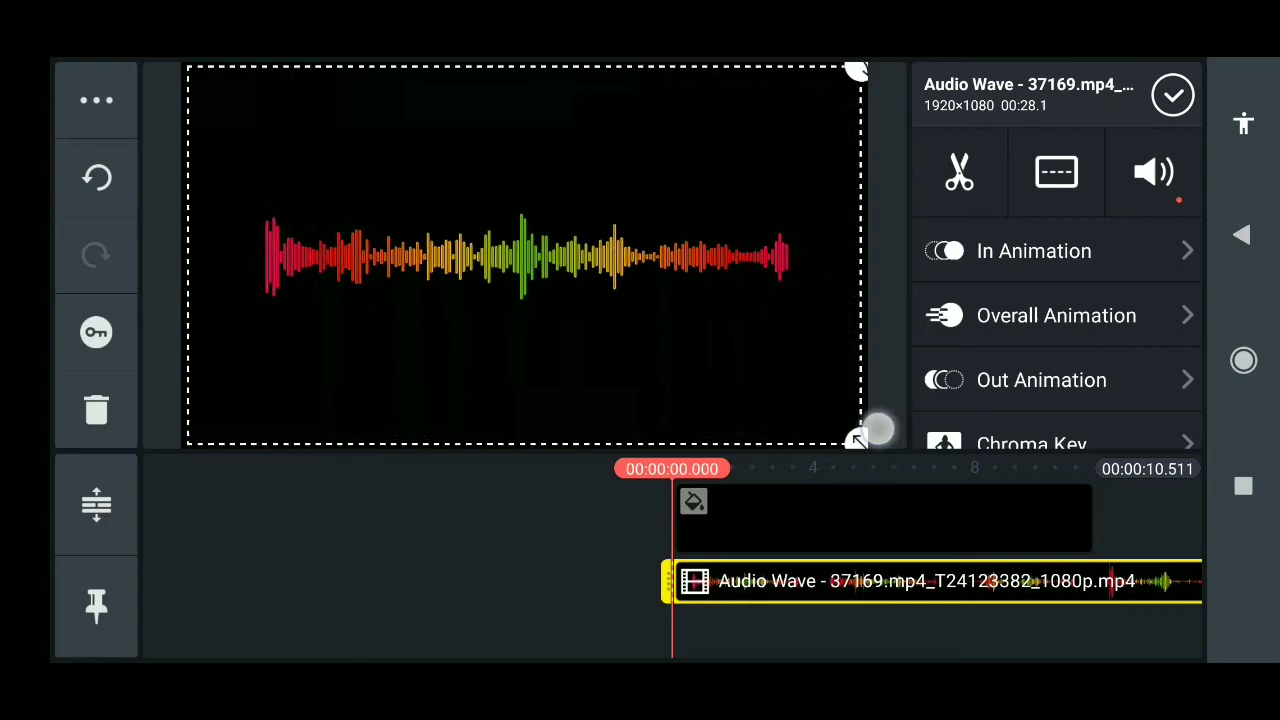 Audio Wave - 37169.mp4_...
1920×1080 00:28.1
In Animation
Overall Animation
Out Animation
Chroma Key
00:00:00.000
4
8
00:00:10.511
Audio Wave - 37169.mp4_T24123382_1080p.mp4